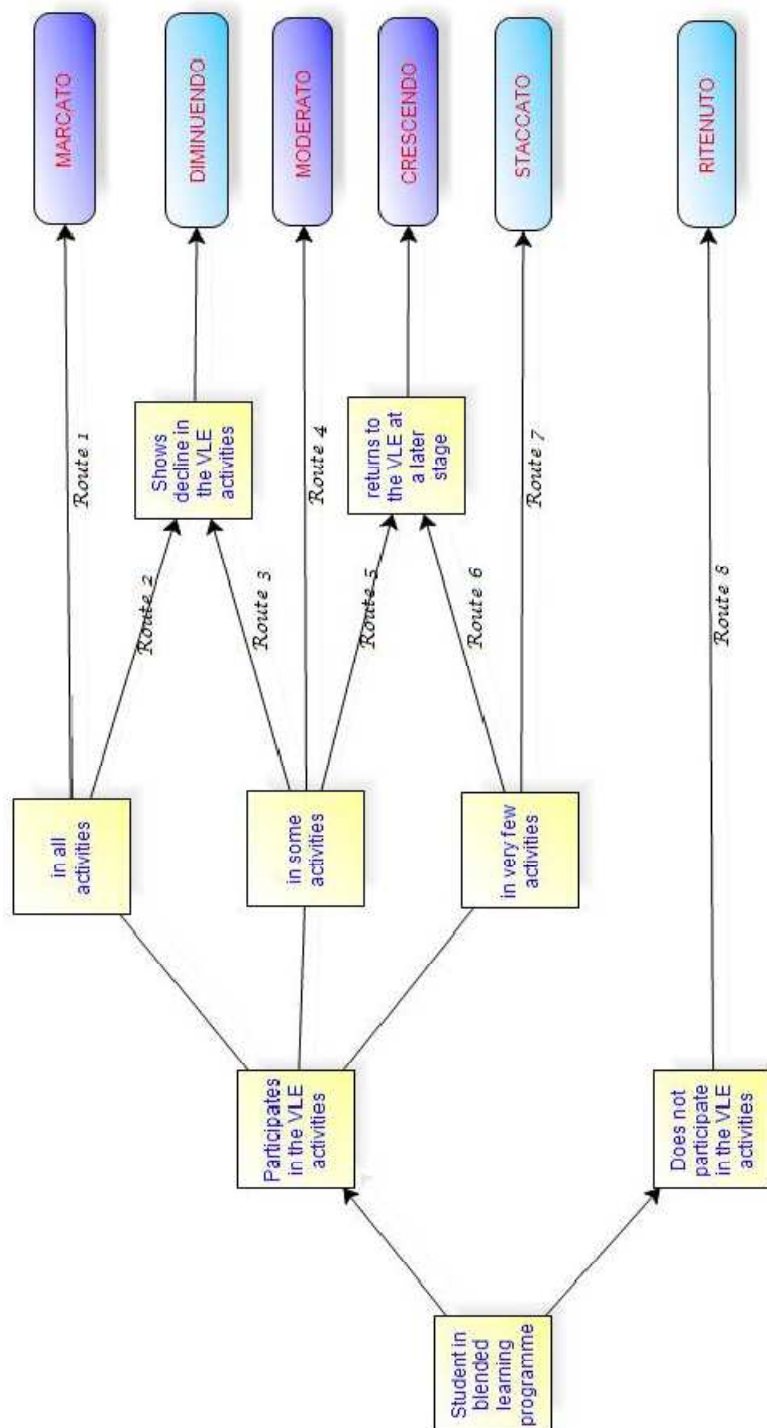 Student in
blended
learning
programme
Participates
in the VLE
activities
Does not
participate
in the VLE
activities
in all
activities
in some
activities
in very few
activities
Route 1
Route 2
Route 3
Route 4
Route 5
Route 6
Route 7
Route 8
Shows
decline in
the VLE
activities
returns to
the VLE at
a later
stage
MARCATO
DIMINUENDO
MODERATO
CRESCENDO
STACCATO
RITENUTO